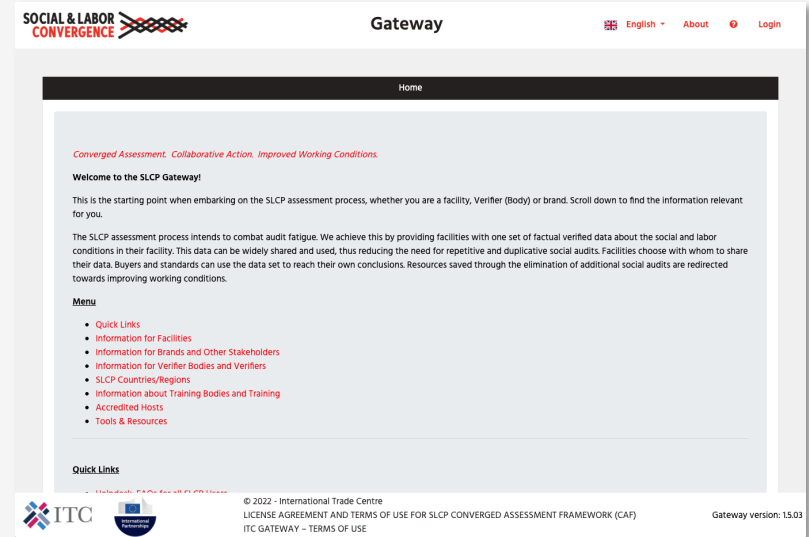 SOCIAL & LABOR
CONVERGENCE
Gateway
English
About
?
Login
Home
Converged Assessment. Collaborative Action. Improved Working Conditions.
Welcome to the SLCP Gateway!
This is the starting point when embarking on the SLCP assessment process, whether you are a facility, Verifier (Body) or brand. Scroll down to find the information relevant
for you.
The SLCP assessment process intends to combat audit fatigue. We achieve this by providing facilities with one set of factual verified data about the social and labor
conditions in their facility. This data can be widely shared and used, thus reducing the need for repetitive and duplicative social audits. Facilities choose with whom to share
their data. Buyers and standards can use the data set to reach their own conclusions. Resources saved through the elimination of additional social audits are redirected
towards improving working conditions.
Menu
Quick Links
Information for Facilities
Information for Brands and Other Stakeholders
Information for Verifier Bodies and Verifiers
SLCP Countries/Regions
Information about Training Bodies and Training
Accredited Hosts
Tools & Resources
Quick Links
Helpdesk: FAQs for all SLCP Users
ITC
International
Partnerships
© 2022 - International Trade Centre
LICENSE AGREEMENT AND TERMS OF USE FOR SLCP CONVERGED ASSESSMENT FRAMEWORK (CAF)
ITC GATEWAY – TERMS OF USE
Gateway version: 1.5.03